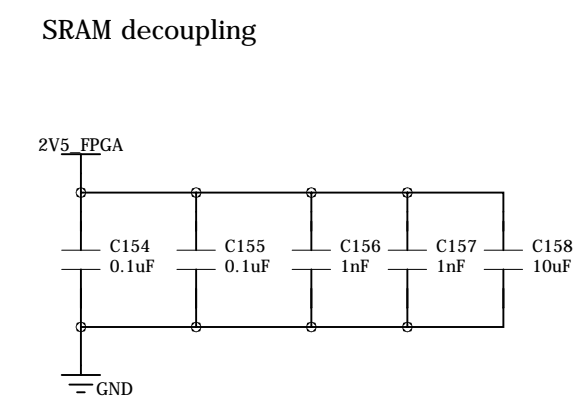 SRAM decoupling
2V5_FPGA
C154 C155 C156 C157 C158
0.1uF 0.1uF 1nF 1nF 10uF
GND